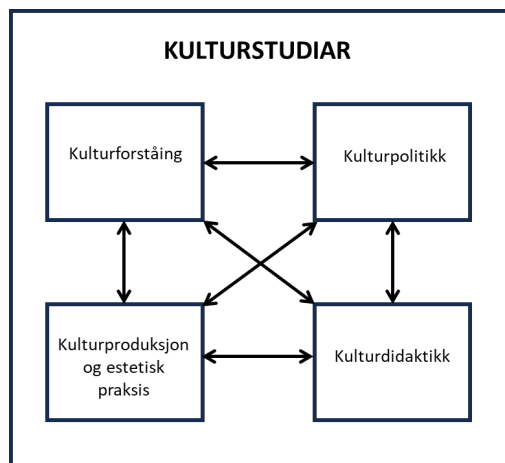 KULTURSTUDIAR
Kulturforståing
Kulturpolitikk
Kulturproduksjon
og estetisk
praksis
Kulturdidaktikk